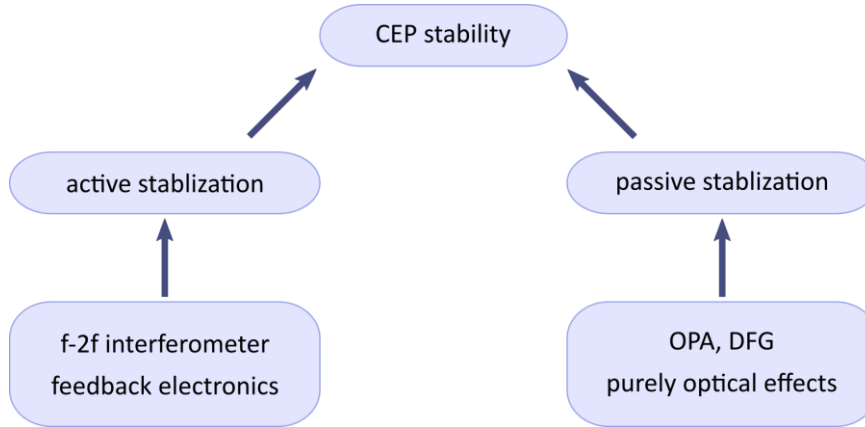 CEP stability
active stablization
passive stablization
f-2f interferometer
feedback electronics
OPA, DFG
purely optical effects